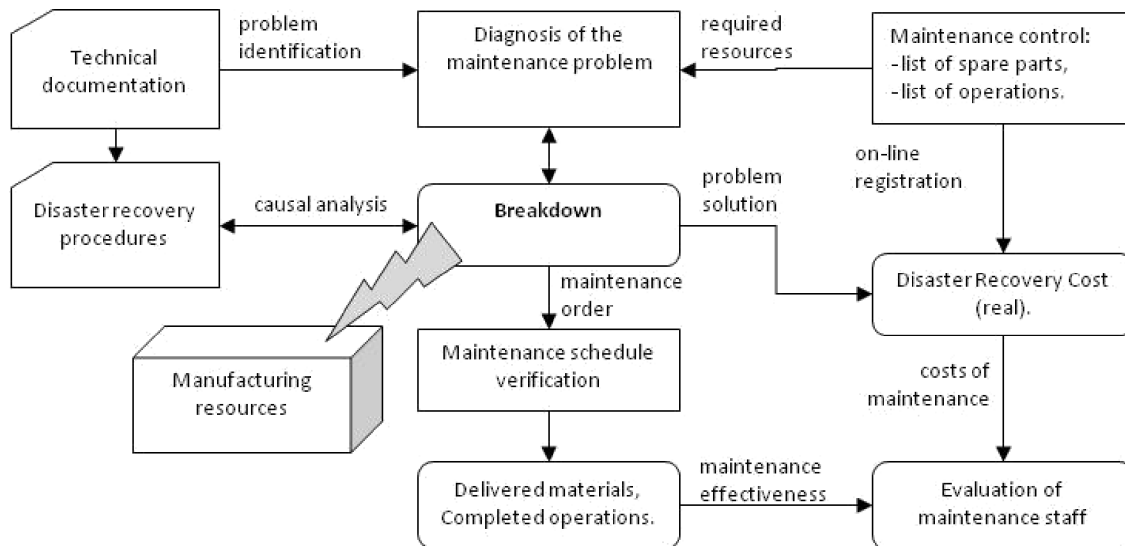 Technical
documentation
problem
identification
Diagnosis of the
maintenance problem
required
resources
Maintenance control:
-list of spare parts,
-list of operations.
Disaster recovery
procedures
causal analysis
Breakdown
problem
solution
on-line
registration
maintenance
order
Disaster Recovery Cost
(real).
Manufacturing
resources
Maintenance schedule
verification
costs of
maintenance
Delivered materials,
Completed operations.
maintenance
effectiveness
Evaluation of
maintenance staff